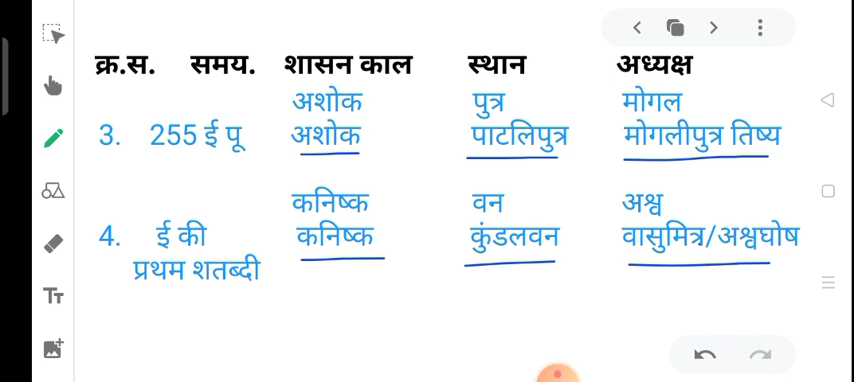 क्र.स. समय. शासन काल स्थान अध्यक्ष
अशोक पुत्र मोगल
3. 255 ई पू अशोक पाटलिपुत्र मोगलीपुत्र तिष्य
कनिष्क वन अश्व
4. ई की कनिष्क कुंडलवन वासुमित्र/अश्वघोष
प्रथम शतब्दी
Tт